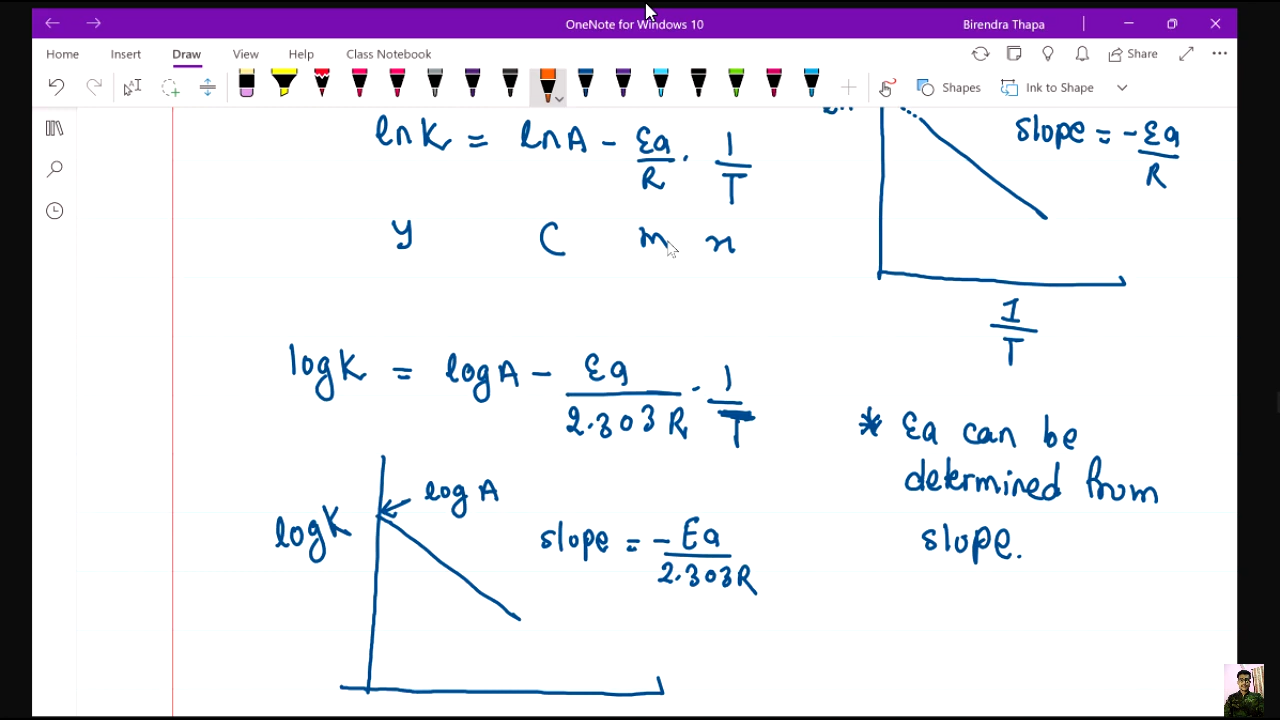 OneNote for Windows 10
Birendra Thapa
Home Insert Draw View Help Class Notebook
Share
Shapes
Ink to Shape
lnK = lnA - Ea/R . 1/T
y C m x
slope = -Ea/R
1/T
logK = logA - Ea/2.303R . 1/T
* Ea can be
determined from
slope.
log A
logK
slope = -Ea/2.303R